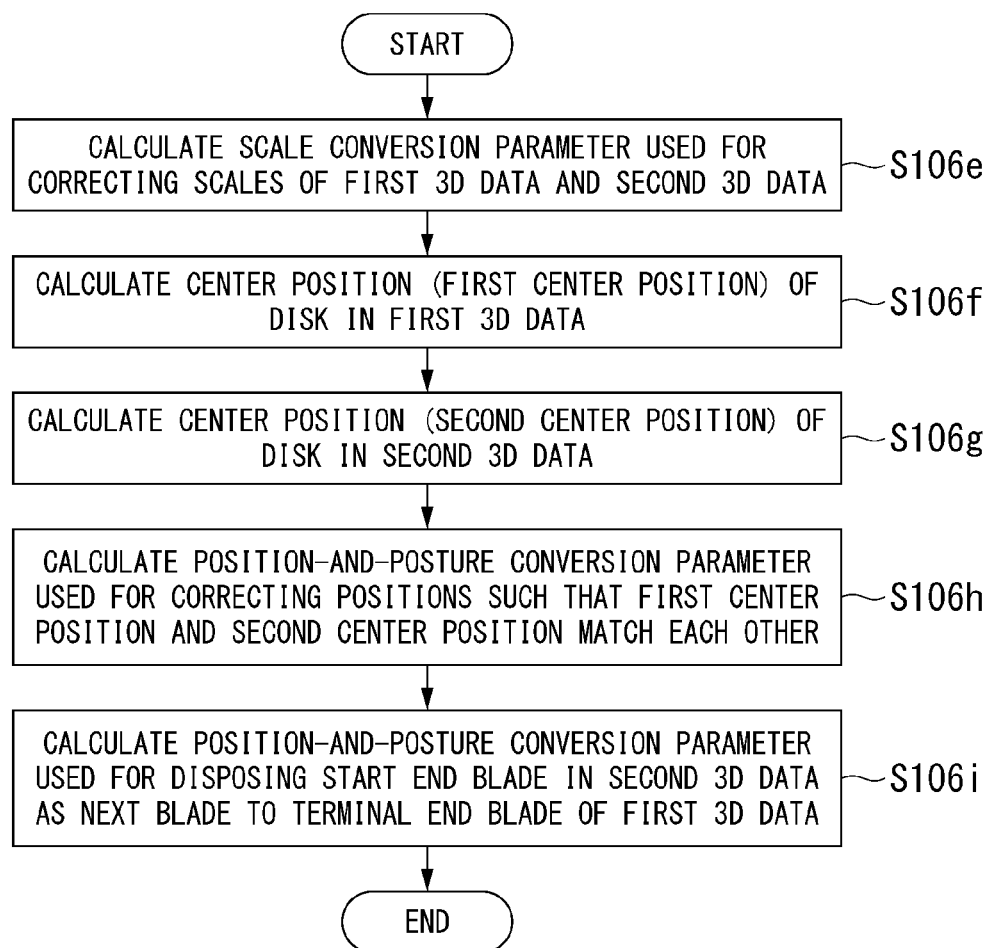 START
CALCULATE SCALE CONVERSION PARAMETER USED FOR
CORRECTING SCALES OF FIRST 3D DATA AND SECOND 3D DATA
S106e
CALCULATE CENTER POSITION (FIRST CENTER POSITION) OF
DISK IN FIRST 3D DATA
S106f
CALCULATE CENTER POSITION (SECOND CENTER POSITION) OF
DISK IN SECOND 3D DATA
S106g
CALCULATE POSITION-AND-POSTURE CONVERSION PARAMETER
USED FOR CORRECTING POSITIONS SUCH THAT FIRST CENTER
POSITION AND SECOND CENTER POSITION MATCH EACH OTHER
S106h
CALCULATE POSITION-AND-POSTURE CONVERSION PARAMETER
USED FOR DISPOSING START END BLADE IN SECOND 3D DATA
AS NEXT BLADE TO TERMINAL END BLADE OF FIRST 3D DATA
S106i
END